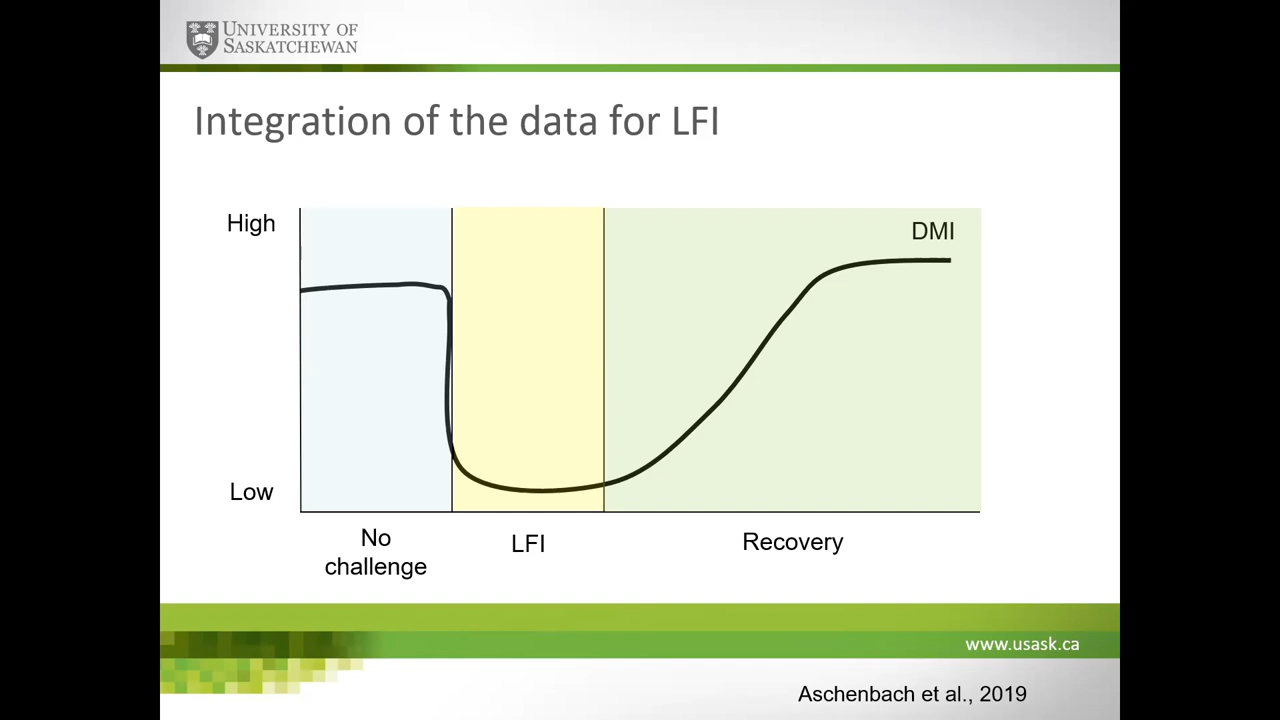 UNIVERSITY OF
SASKATCHEWAN
Integration of the data for LFI
High
DMI
Low
No
challenge
LFI
Recovery
www.usask.ca
Aschenbach et al., 2019